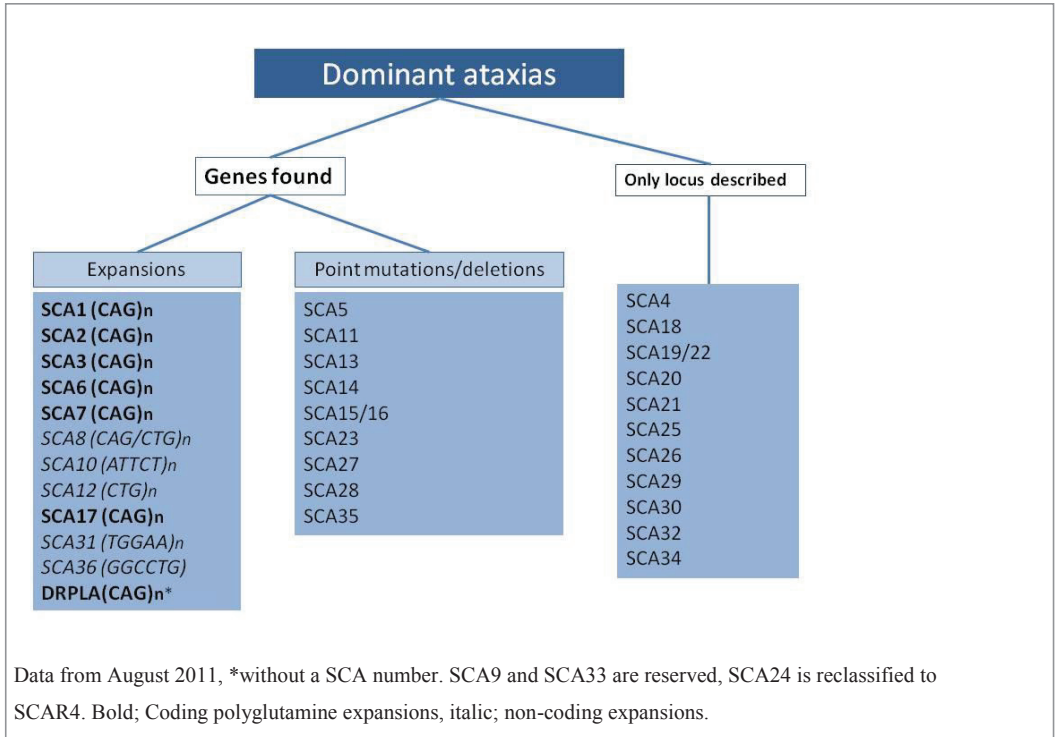 Dominant ataxias
Genes found
Only locus described
Expansions
SCA1 (CAG)n
SCA2 (CAG)n
SCA3 (CAG)n
SCA6 (CAG)n
SCA7 (CAG)n
SCA8 (CAG/CTG)n
SCA10 (ATTCT)n
SCA12 (CTG)n
SCA17 (CAG)n
SCA31 (TGGAA)n
SCA36 (GGCCTG)
DRPLA(CAG)n*
Point mutations/deletions
SCA5
SCA11
SCA13
SCA14
SCA15/16
SCA23
SCA27
SCA28
SCA35
SCA4
SCA18
SCA19/22
SCA20
SCA21
SCA25
SCA26
SCA29
SCA30
SCA32
SCA34
Data from August 2011, *without a SCA number. SCA9 and SCA33 are reserved, SCA24 is reclassified to
SCAR4. Bold; Coding polyglutamine expansions, italic; non-coding expansions.